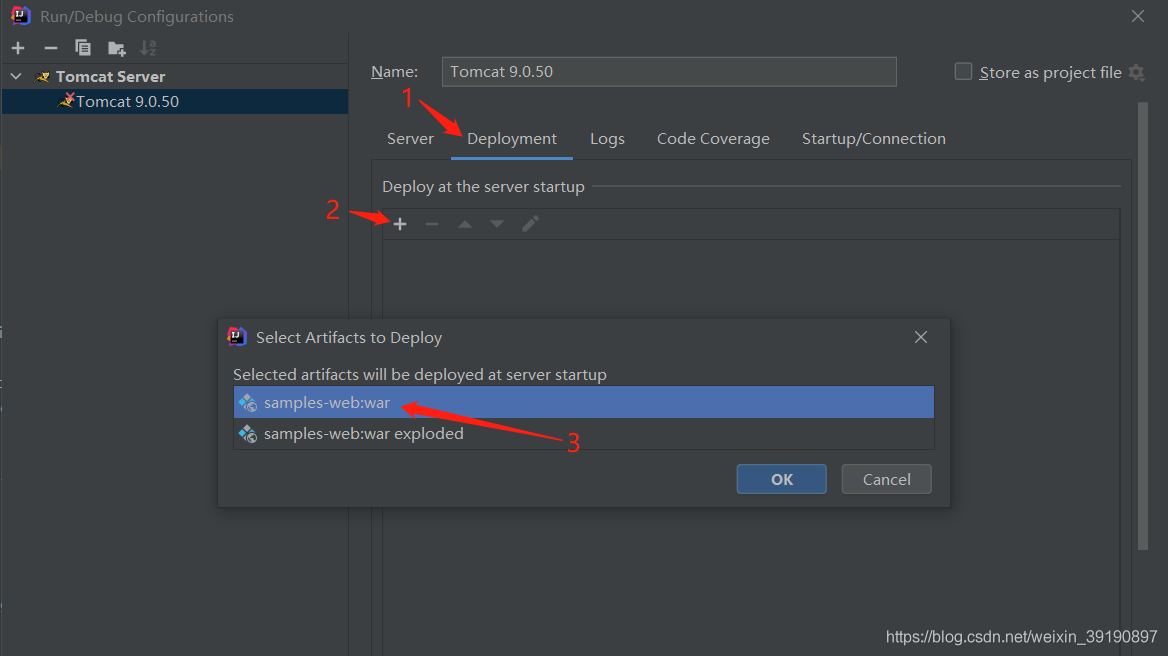 Run/Debug Configurations
Tomcat Server
Tomcat 9.0.50
Name: Tomcat 9.0.50 Store as project file
1
Server Deployment Logs Code Coverage Startup/Connection
Deploy at the server startup
2
Select Artifacts to Deploy
Selected artifacts will be deployed at server startup
samples-web:war
samples-web:war exploded
3
OK Cancel
https://blog.csdn.net/weixin_39190897